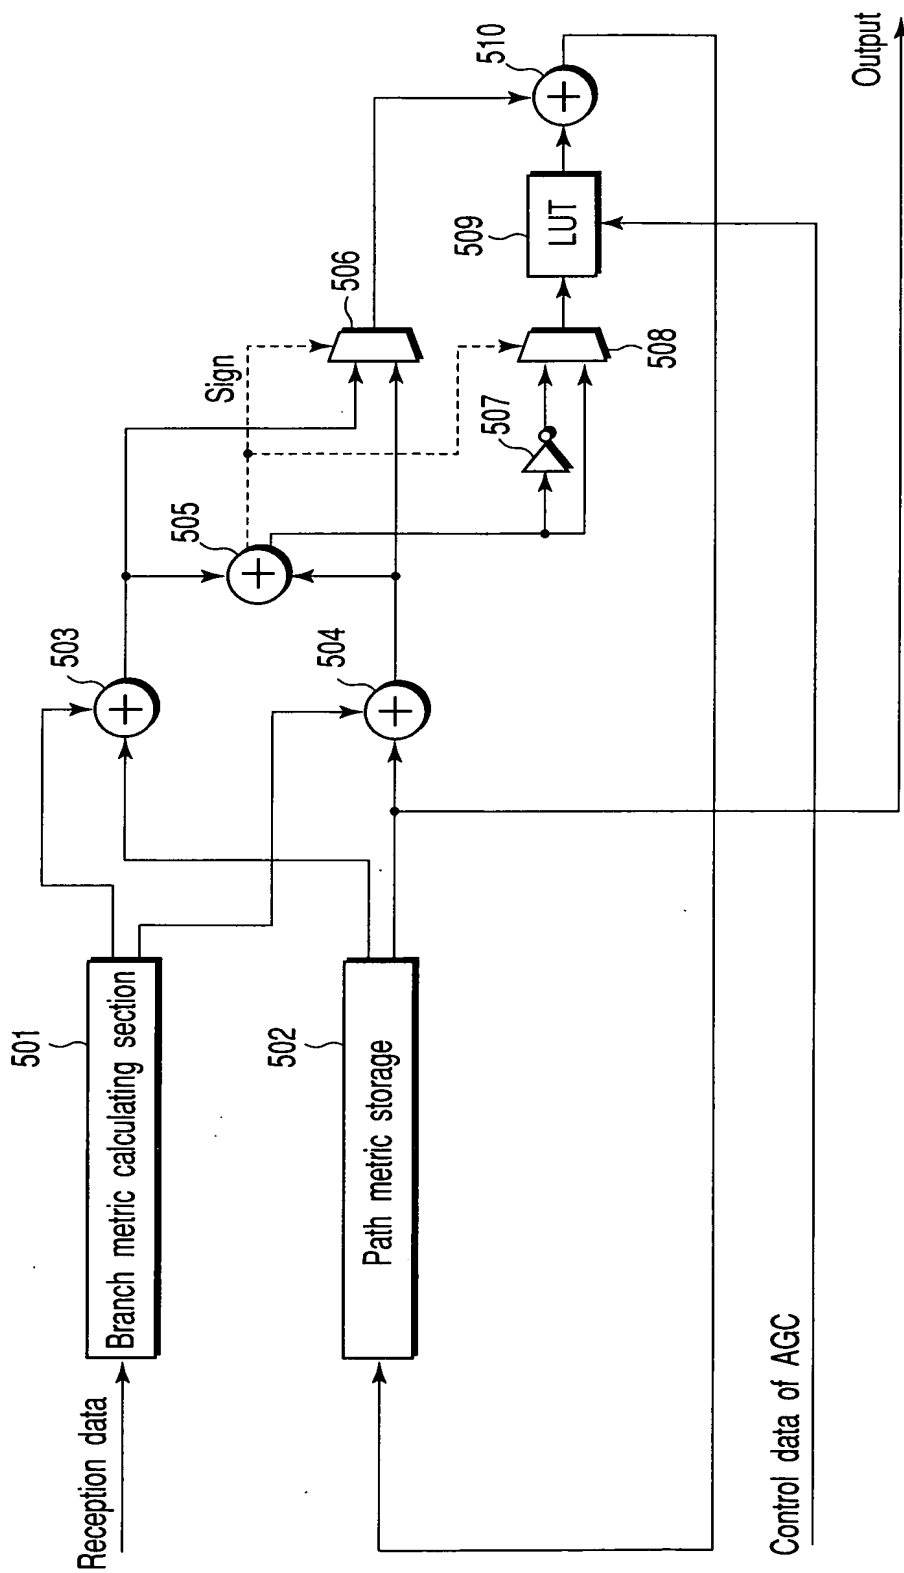 Reception data
501
Branch metric calculating section
502
Path metric storage
503
504
505
Sign
506
507
508
509
LUT
510
Control data of AGC
Output